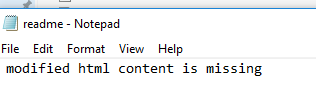 readme - Notepad
File Edit Format View Help
modified html content is missing